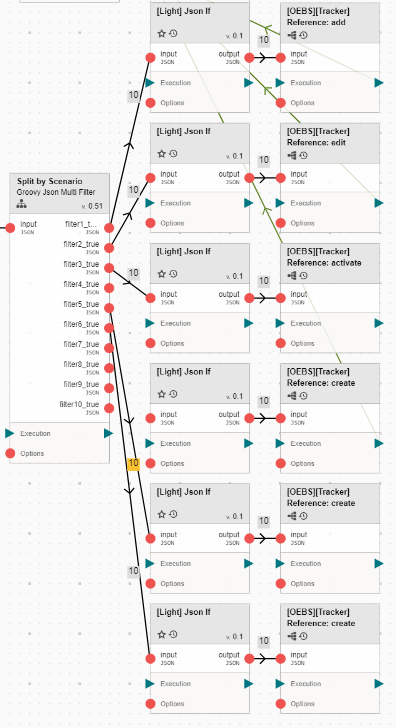 [Light] Json If
v. 0.1
input
JSON
output
JSON
Execution
Options
10
[OEBS][Tracker]
Reference: add
input
JSON
Execution
Options
10
[Light] Json If
v. 0.1
input
JSON
output
JSON
Execution
Options
10
[OEBS][Tracker]
Reference: edit
input
JSON
Execution
Options
10
Split by Scenario
Groovy Json Multi Filter
v. 0.51
input
JSON
filter1_t...
JSON
filter2_true
JSON
filter3_true
JSON
filter4_true
JSON
filter5_true
JSON
filter6_true
JSON
filter7_true
JSON
filter8_true
JSON
filter9_true
JSON
filter10_true
JSON
Execution
Options
[Light] Json If
v. 0.1
input
JSON
output
JSON
Execution
Options
10
[OEBS][Tracker]
Reference: activate
input
JSON
Execution
Options
10
[Light] Json If
v. 0.1
input
JSON
output
JSON
Execution
Options
10
[OEBS][Tracker]
Reference: create
input
JSON
Execution
Options
10
[Light] Json If
v. 0.1
input
JSON
output
JSON
Execution
Options
10
[OEBS][Tracker]
Reference: create
input
JSON
Execution
Options
10
[Light] Json If
v. 0.1
input
JSON
output
JSON
Execution
Options
10
[OEBS][Tracker]
Reference: create
input
JSON
Execution
Options